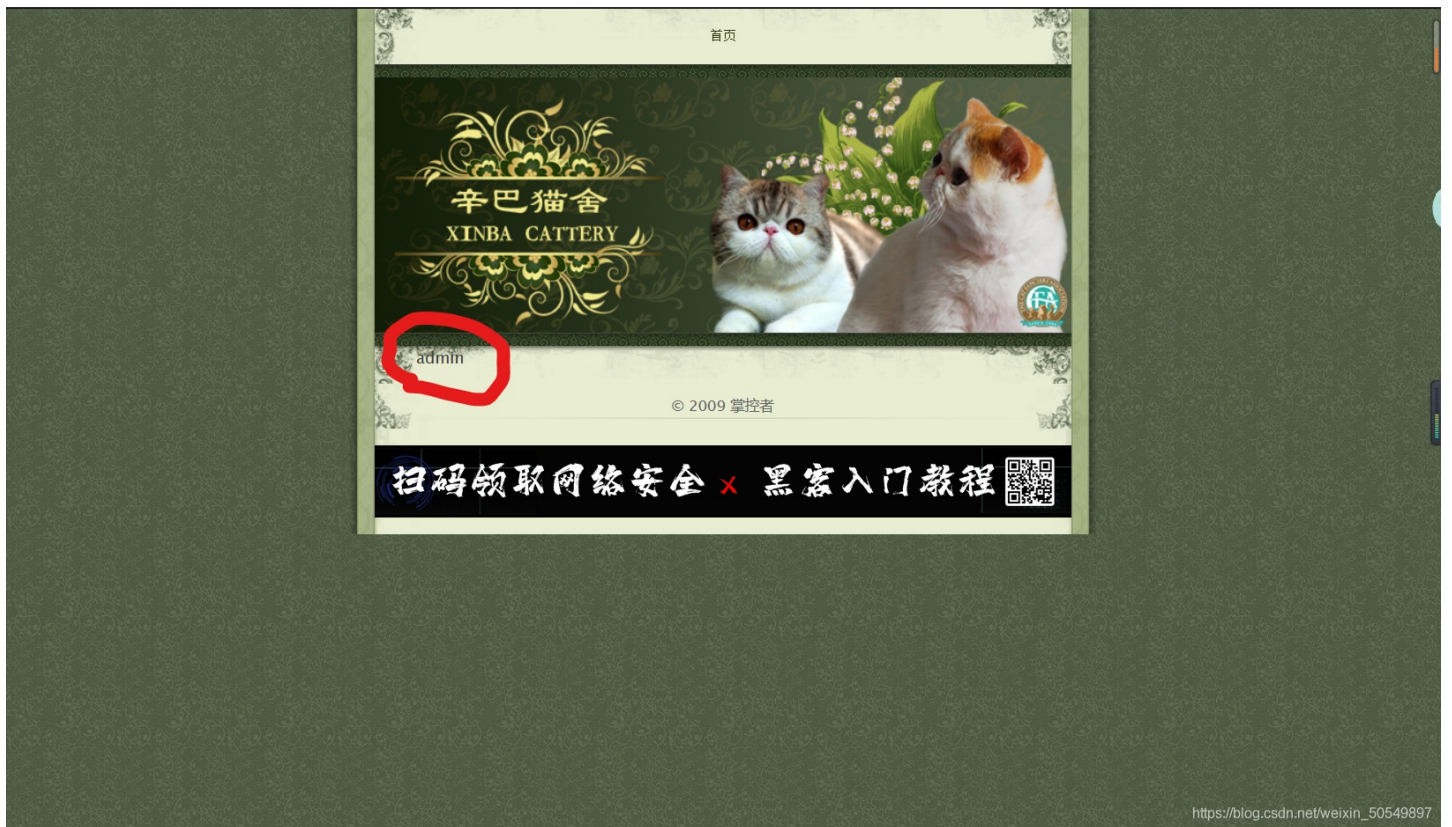 首页
辛巴猫舍
XINBA CATTERY
CFA
admin
© 2009 掌控者
扫码领取网络安全 x 黑客入门教程
https://blog.csdn.net/weixin_50549897